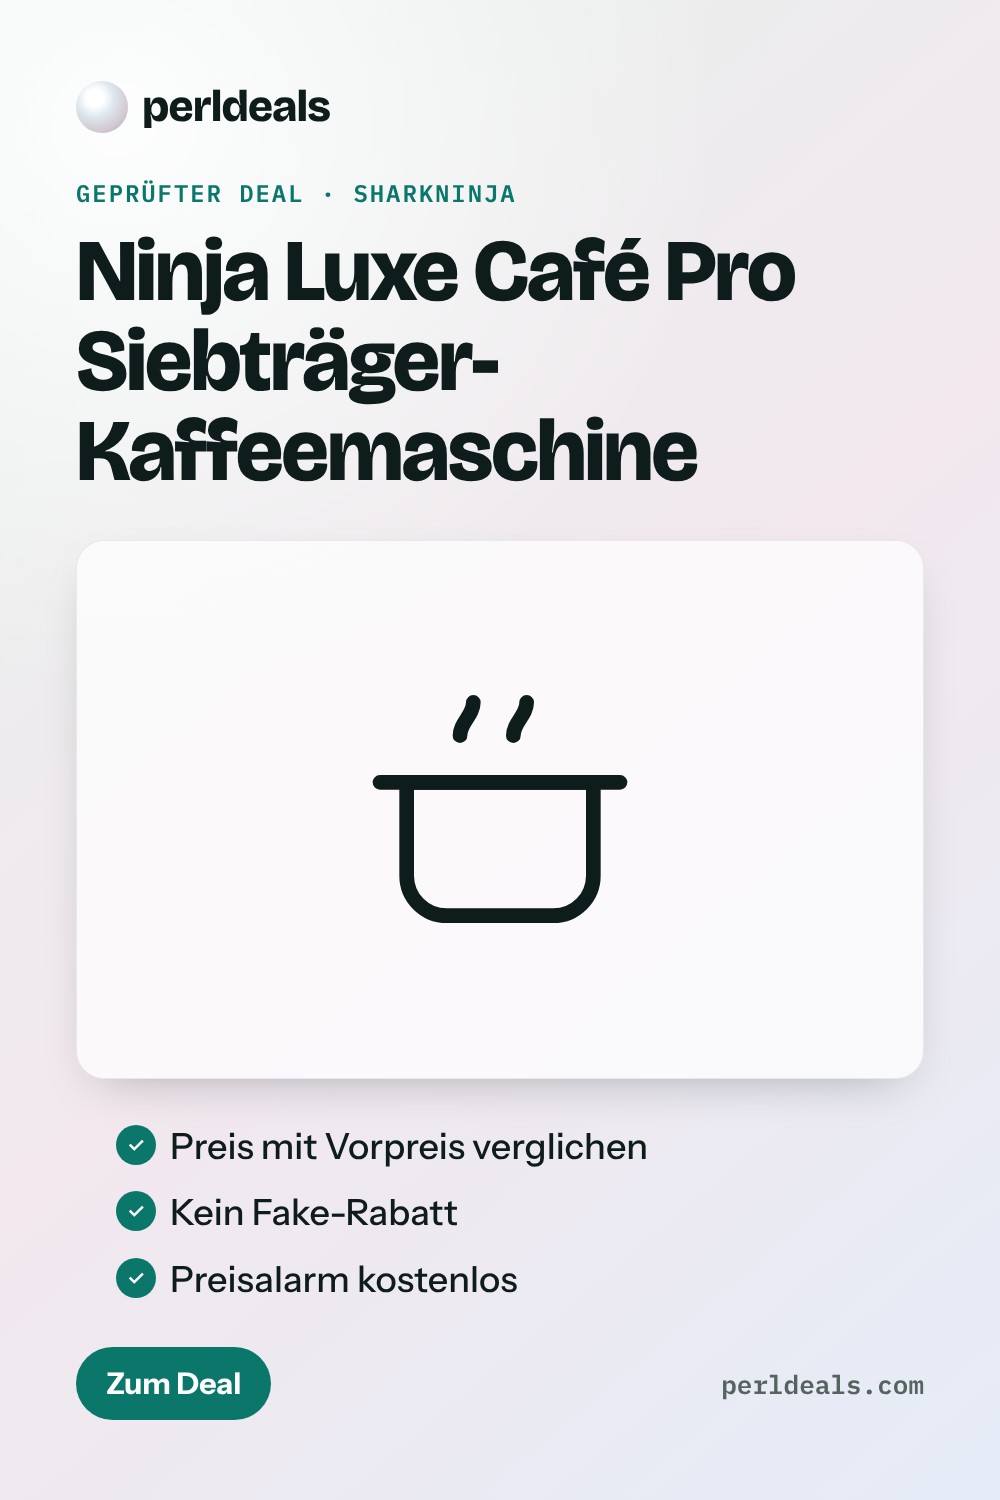 perldeals
GEPRÜFTER DEAL · SHARKNINJA
Ninja Luxe Café Pro
Siebträger-
Kaffeemaschine
Preis mit Vorpreis verglichen
Kein Fake-Rabatt
Preisalarm kostenlos
Zum Deal
perldeals.com